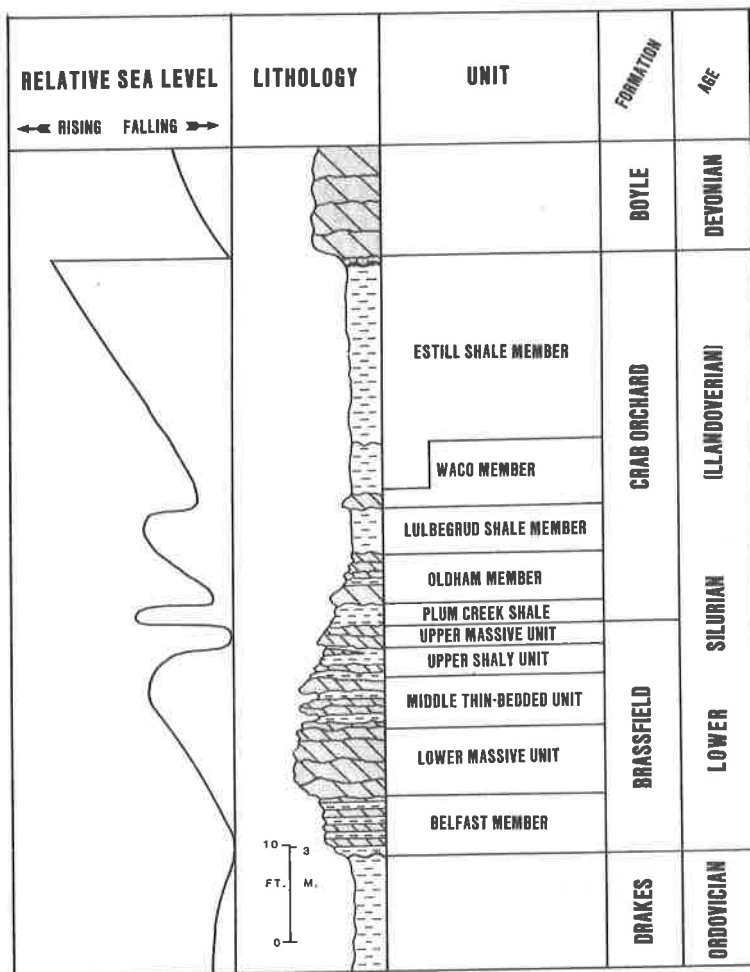 RELATIVE SEA LEVEL
RISING FALLING
LITHOLOGY
UNIT
FORMATION
AGE
BOYLE
DEVONIAN
ESTILL SHALE MEMBER
WACO MEMBER
LULBEGRUD SHALE MEMBER
OLDHAM MEMBER
PLUM CREEK SHALE
CRAB ORCHARD
UPPER MASSIVE UNIT
UPPER SHALY UNIT
MIDDLE THIN-BEDDED UNIT
LOWER MASSIVE UNIT
BELFAST MEMBER
BRASSFIELD
LOWER SILURIAN (LLANDOVERIAN)
10 3
FT. M.
0
DRAKES
ORDOVICIAN